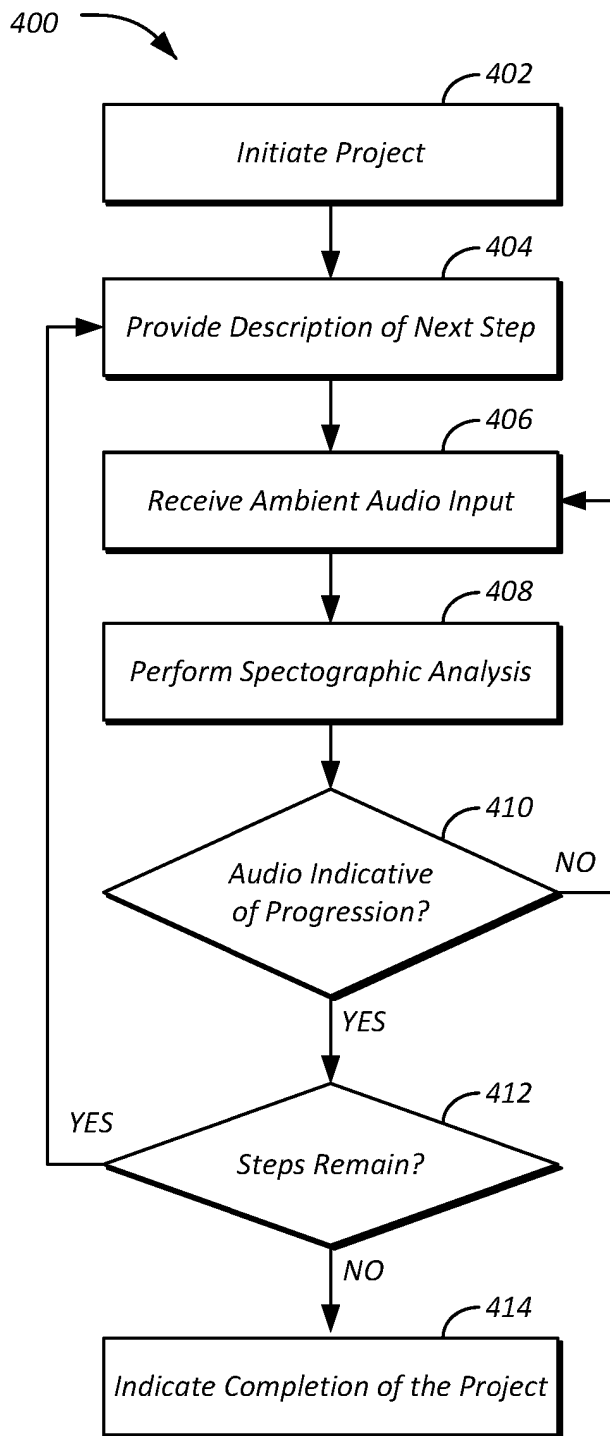 400
402
Initiate Project
404
Provide Description of Next Step
406
Receive Ambient Audio Input
408
Perform Spectographic Analysis
410
Audio Indicative
of Progression?
NO
YES
412
YES
Steps Remain?
NO
414
Indicate Completion of the Project